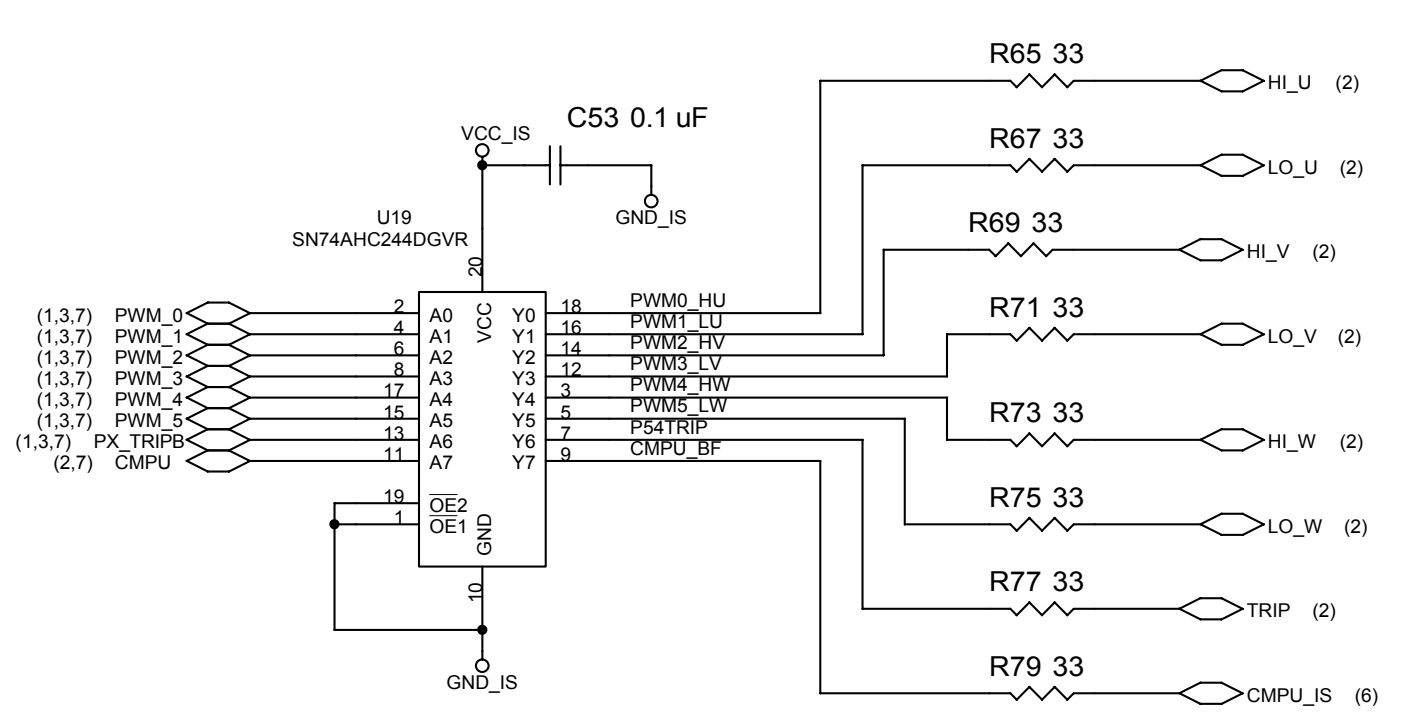 R65 33
HI_U (2)
C53 0.1 uF
VCC_IS
R67 33
LO_U (2)
GND_IS
U19
SN74AHC244DGVR
R69 33
HI_V (2)
20
VCC
(1,3,7) PWM_0 2 A0 Y0 18 PWM0_HU
R71 33
(1,3,7) PWM_1 4 A1 Y1 16 PWM1_LU
LO_V (2)
(1,3,7) PWM_2 6 A2 Y2 14 PWM2_HV
(1,3,7) PWM_3 8 A3 Y3 12 PWM3_LV
(1,3,7) PWM_4 17 A4 Y4 3 PWM4_HW
(1,3,7) PWM_5 15 A5 Y5 5 PWM5_LW
R73 33
(1,3,7) PX_TRIPB 13 A6 Y6 7 P54TRIP
HI_W (2)
(2,7) CMPU 11 A7 Y7 9 CMPU_BF
19 OE2
R75 33
1 OE1
LO_W (2)
GND
10
R77 33
TRIP (2)
GND_IS
R79 33
CMPU_IS (6)